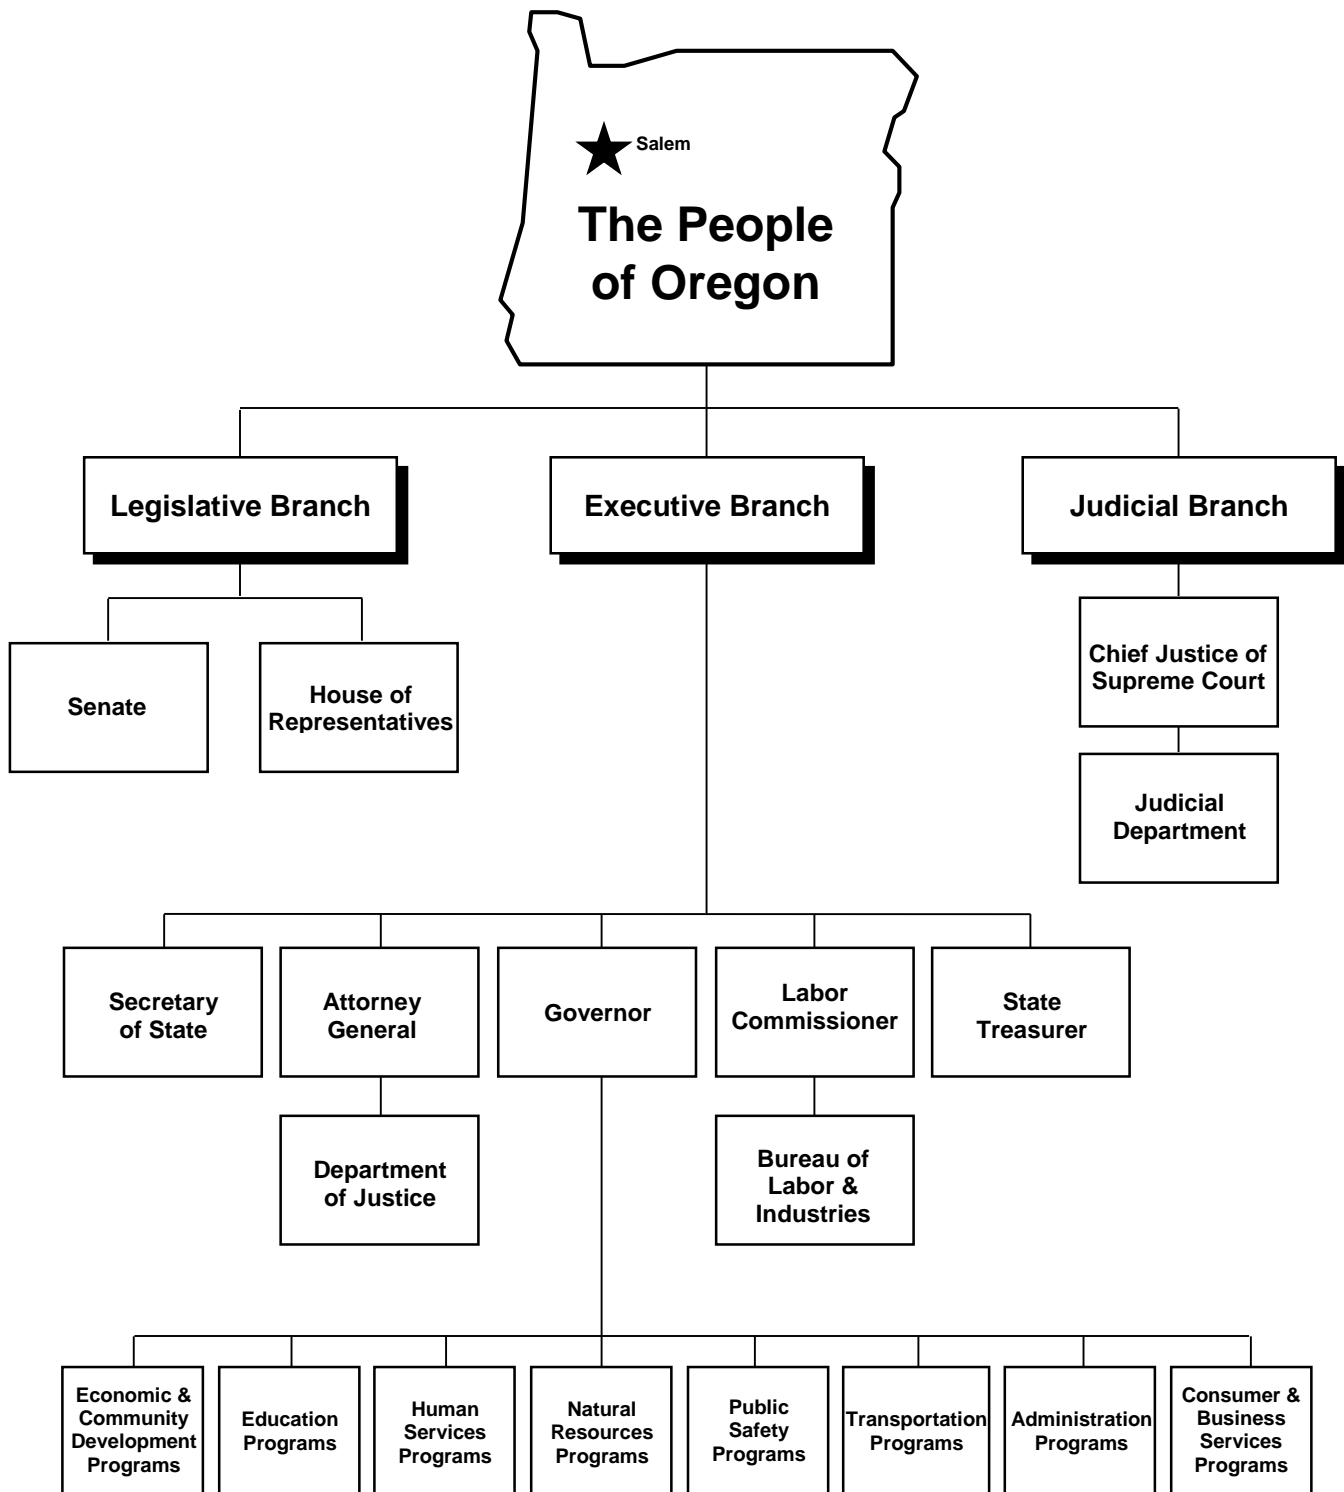 Salem
The People
of Oregon
Legislative Branch
Executive Branch
Judicial Branch
Senate
House of
Representatives
Chief Justice of
Supreme Court
Judicial
Department
Secretary
of State
Attorney
General
Governor
Labor
Commissioner
State
Treasurer
Department
of Justice
Bureau of
Labor &
Industries
Economic &
Community
Development
Programs
Education
Programs
Human
Services
Programs
Natural
Resources
Programs
Public
Safety
Programs
Transportation
Programs
Administration
Programs
Consumer &
Business
Services
Programs